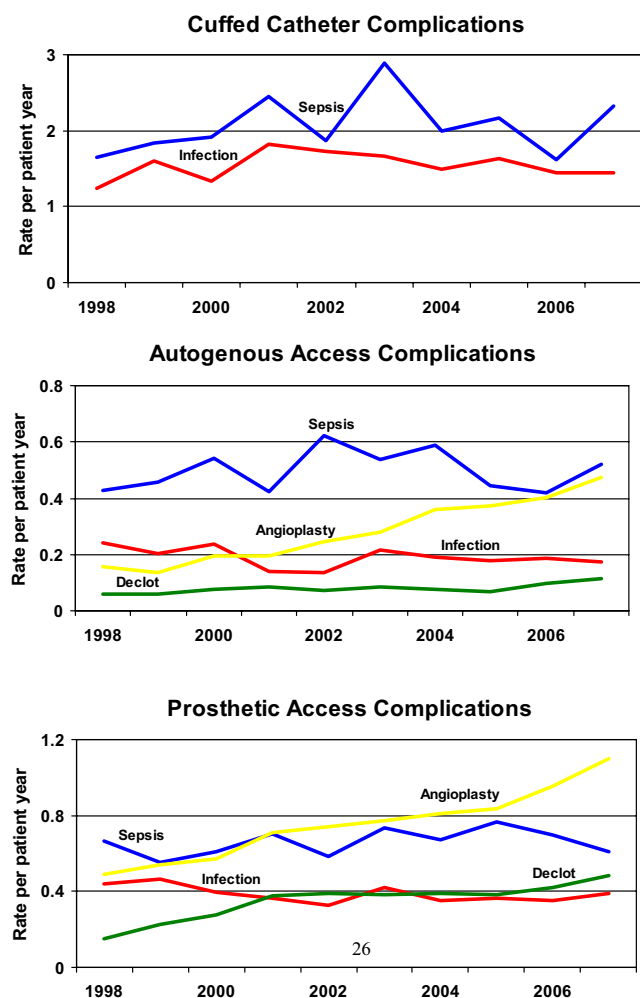 Cuffed Catheter Complications
Rate per patient year
3
2
1
0
Sepsis
Infection
1998 2000 2002 2004 2006
Autogenous Access Complications
Rate per patient year
0.8
0.6
0.4
0.2
0
Sepsis
Angioplasty
Infection
Declot
1998 2000 2002 2004 2006
Prosthetic Access Complications
Rate per patient year
1.2
0.8
0.4
0
Angioplasty
Sepsis
Infection
Declot
26
1998 2000 2002 2004 2006